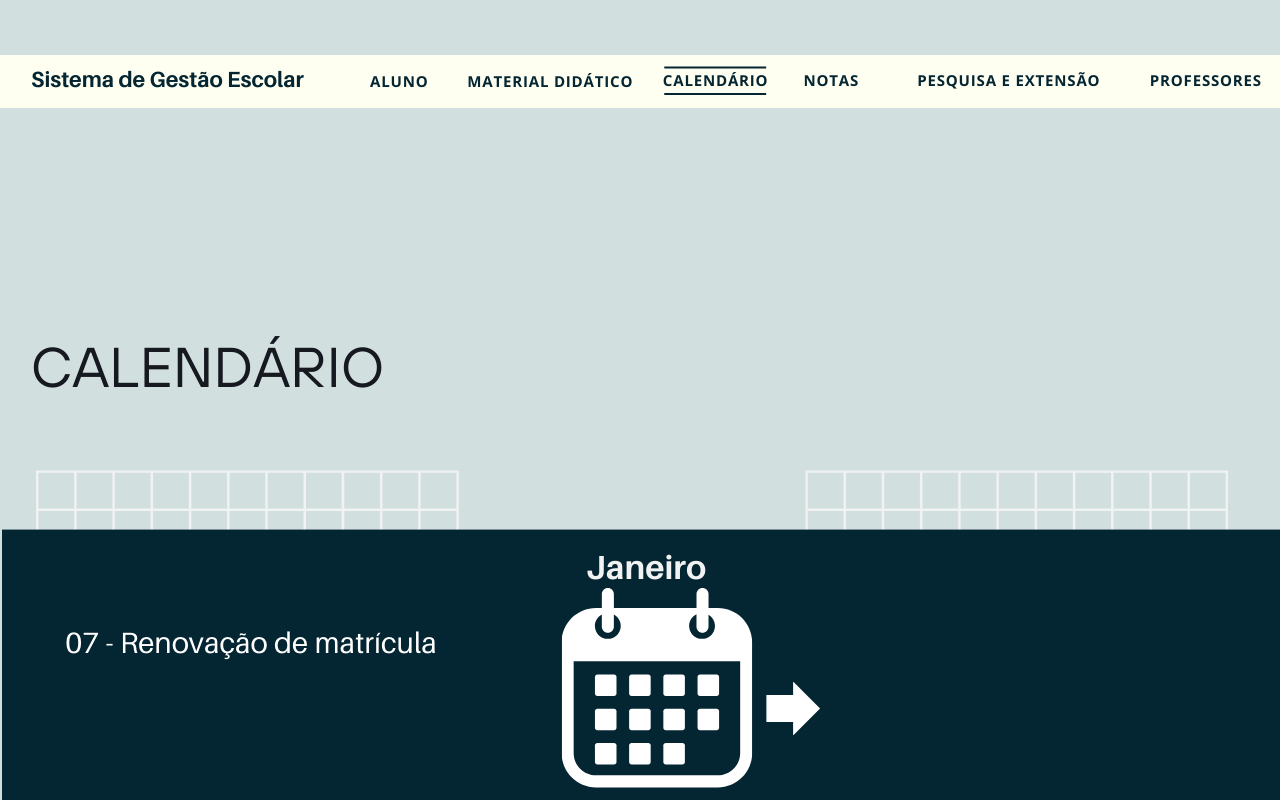 Sistema de Gestão Escolar
ALUNO
MATERIAL DIDÁTICO
CALENDÁRIO
NOTAS
PESQUISA E EXTENSÃO
PROFESSORES
CALENDÁRIO
Janeiro
07 - Renovação de matrícula